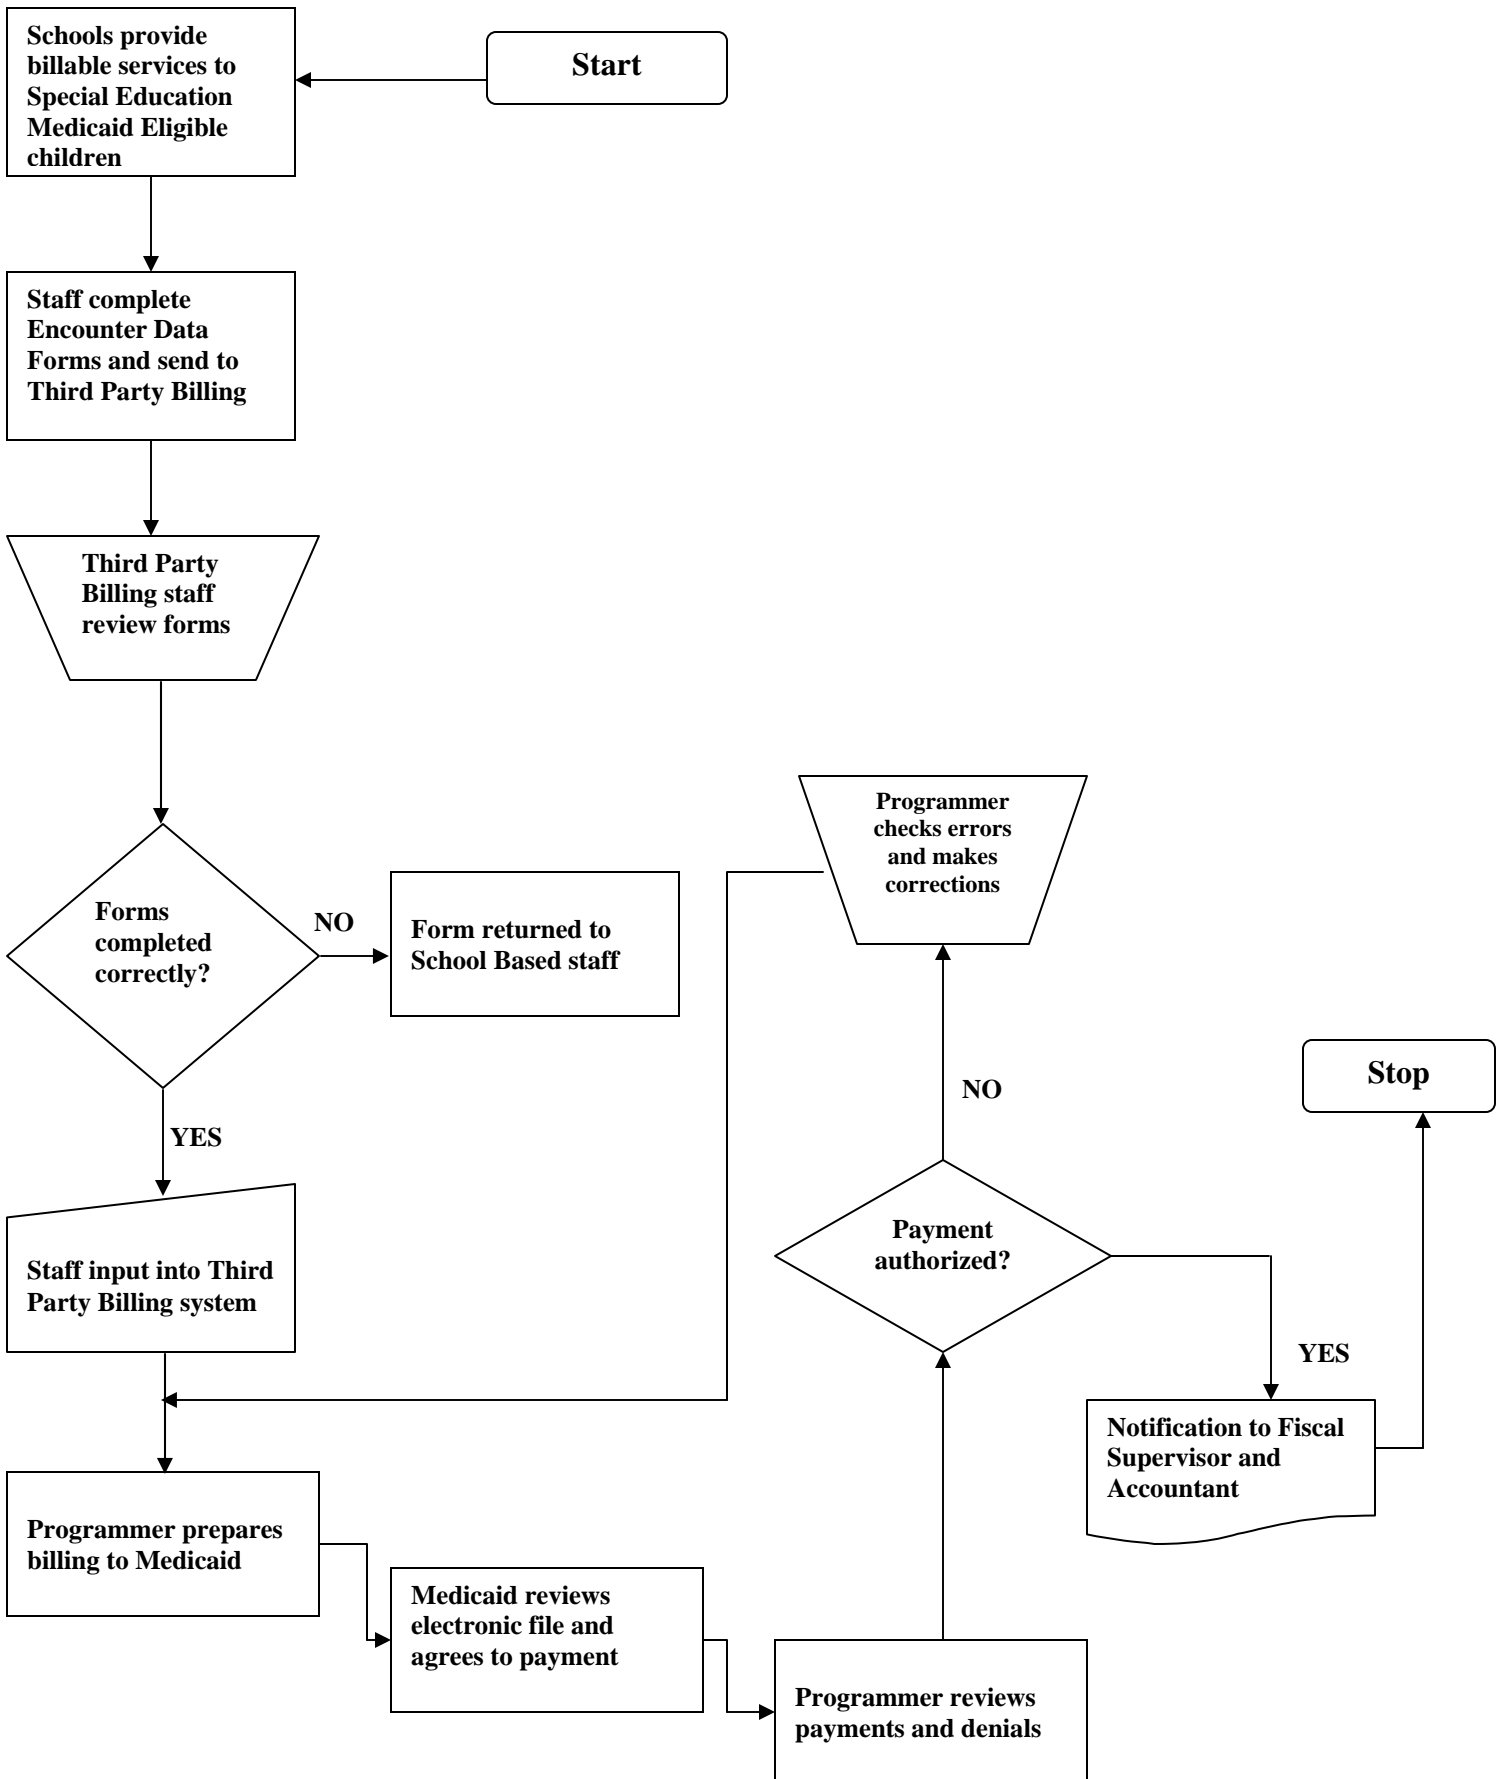 Start
Schools provide
billable services to
Special Education
Medicaid Eligible
children
Staff complete
Encounter Data
Forms and send to
Third Party Billing
Third Party
Billing staff
review forms
Forms
completed
correctly?
NO
Form returned to
School Based staff
YES
Staff input into Third
Party Billing system
Programmer prepares
billing to Medicaid
Medicaid reviews
electronic file and
agrees to payment
Programmer reviews
payments and denials
Payment
authorized?
NO
Programmer
checks errors
and makes
corrections
YES
Notification to Fiscal
Supervisor and
Accountant
Stop